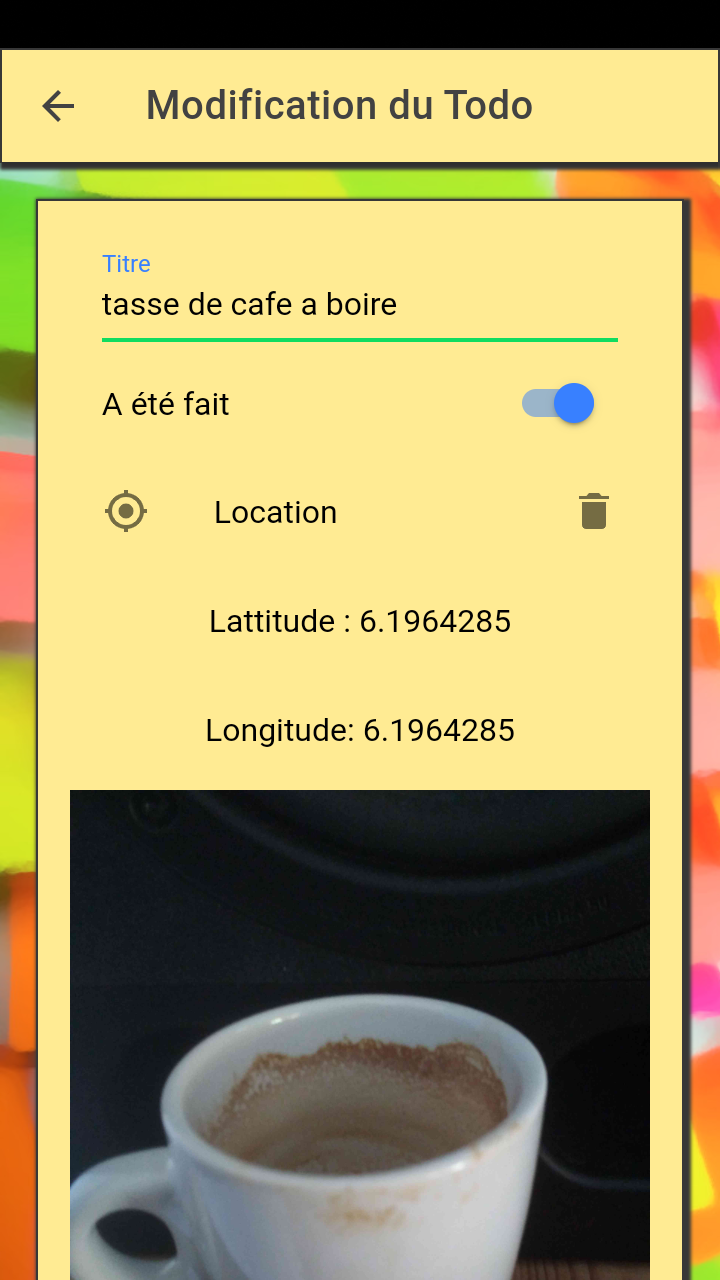 Modification du Todo
Titre
tasse de cafe a boire
A été fait
Location
Lattitude : 6.1964285
Longitude: 6.1964285